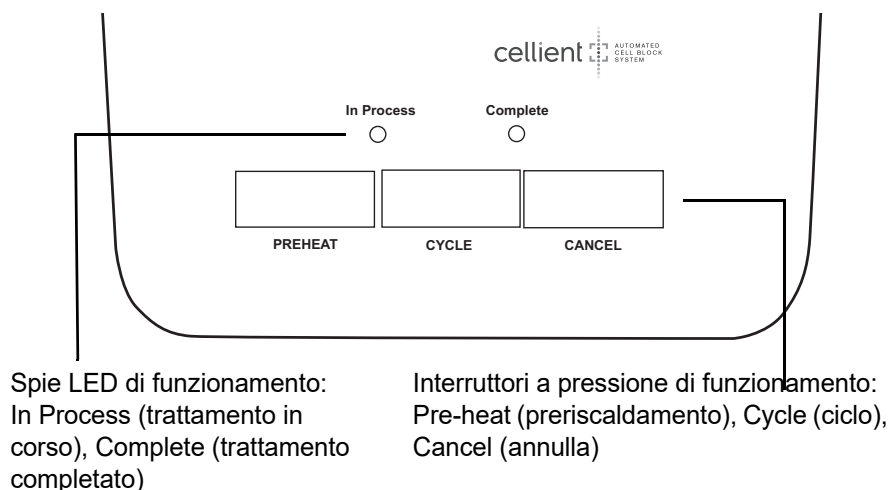 cellient
AUTOMATED
CELL BLOCK
SYSTEM
In Process
Complete
PREHEAT
CYCLE
CANCEL
Spie LED di funzionamento:
In Process (trattamento in
corso), Complete (trattamento
completato)
Interruttori a pressione di funzionamento:
Pre-heat (preriscaldamento), Cycle (ciclo),
Cancel (annulla)